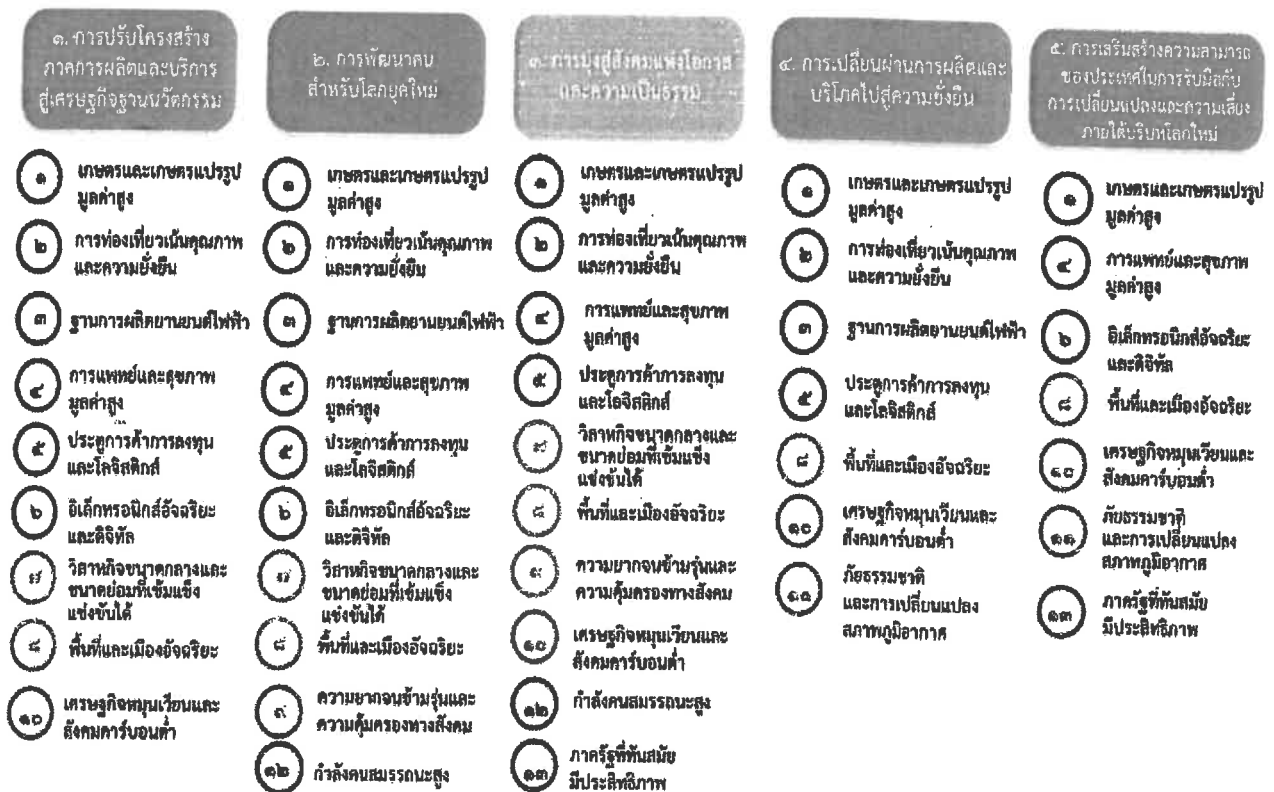 ๑. การปรับโครงสร้าง
ภาคการผลิตและบริการ
สู่เศรษฐกิจฐานนวัตกรรม
๑
เกษตรและเกษตรแปรรูป
มูลค่าสูง
๒
การท่องเที่ยวเน้นคุณภาพ
และความยั่งยืน
๓
ฐานการผลิตยานยนต์ไฟฟ้า
๔
การแพทย์และสุขภาพ
มูลค่าสูง
๕
ประตูการค้าการลงทุน
และโลจิสติกส์
๖
อิเล็กทรอนิกส์อัจฉริยะ
และดิจิทัล
๗
วิสาหกิจขนาดกลางและ
ขนาดย่อมที่เข้มแข็ง
แข่งขันได้
๘
พื้นที่และเมืองอัจฉริยะ
๑๐
เศรษฐกิจหมุนเวียนและ
สังคมคาร์บอนต่ำ
๒. การพัฒนาคน
สำหรับโลกยุคใหม่
๑
เกษตรและเกษตรแปรรูป
มูลค่าสูง
๒
การท่องเที่ยวเน้นคุณภาพ
และความยั่งยืน
๓
ฐานการผลิตยานยนต์ไฟฟ้า
๔
การแพทย์และสุขภาพ
มูลค่าสูง
๕
ประตูการค้าการลงทุน
และโลจิสติกส์
๖
อิเล็กทรอนิกส์อัจฉริยะ
และดิจิทัล
๗
วิสาหกิจขนาดกลางและ
ขนาดย่อมที่เข้มแข็ง
แข่งขันได้
๘
พื้นที่และเมืองอัจฉริยะ
๙
ความยากจนข้ามรุ่นและ
ความคุ้มครองทางสังคม
๑๒
กำลังคนสมรรถนะสูง
๓. การมุ่งสู่สังคมแห่งโอกาส
และความเป็นธรรม
๑
เกษตรและเกษตรแปรรูป
มูลค่าสูง
๒
การท่องเที่ยวเน้นคุณภาพ
และความยั่งยืน
๔
การแพทย์และสุขภาพ
มูลค่าสูง
๕
ประตูการค้าการลงทุน
และโลจิสติกส์
๗
วิสาหกิจขนาดกลางและ
ขนาดย่อมที่เข้มแข็ง
แข่งขันได้
๘
พื้นที่และเมืองอัจฉริยะ
๙
ความยากจนข้ามรุ่นและ
ความคุ้มครองทางสังคม
๑๐
เศรษฐกิจหมุนเวียนและ
สังคมคาร์บอนต่ำ
๑๒
กำลังคนสมรรถนะสูง
๑๓
ภาครัฐที่ทันสมัย
มีประสิทธิภาพ
๔. การเปลี่ยนผ่านการผลิตและ
บริโภคไปสู่ความยั่งยืน
๑
เกษตรและเกษตรแปรรูป
มูลค่าสูง
๒
การท่องเที่ยวเน้นคุณภาพ
และความยั่งยืน
๓
ฐานการผลิตยานยนต์ไฟฟ้า
๕
ประตูการค้าการลงทุน
และโลจิสติกส์
๘
พื้นที่และเมืองอัจฉริยะ
๑๐
เศรษฐกิจหมุนเวียนและ
สังคมคาร์บอนต่ำ
๑๑
ภัยธรรมชาติ
และการเปลี่ยนแปลง
สภาพภูมิอากาศ
๕. การเสริมสร้างความสามารถ
ของประเทศในการรับมือกับ
การเปลี่ยนแปลงและความเสี่ยง
ภายใต้บริบทโลกใหม่
๑
เกษตรและเกษตรแปรรูป
มูลค่าสูง
๔
การแพทย์และสุขภาพ
มูลค่าสูง
๖
อิเล็กทรอนิกส์อัจฉริยะ
และดิจิทัล
๘
พื้นที่และเมืองอัจฉริยะ
๑๐
เศรษฐกิจหมุนเวียนและ
สังคมคาร์บอนต่ำ
๑๑
ภัยธรรมชาติ
และการเปลี่ยนแปลง
สภาพภูมิอากาศ
๑๓
ภาครัฐที่ทันสมัย
มีประสิทธิภาพ